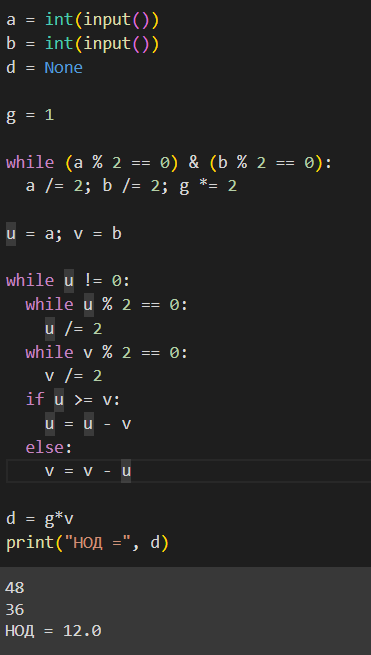 a = int(input())
b = int(input())
d = None
g = 1
while (a % 2 == 0) & (b % 2 == 0):
  a /= 2; b /= 2; g *= 2
u = a; v = b
while u != 0:
  while u % 2 == 0:
    u /= 2
  while v % 2 == 0:
    v /= 2
  if u >= v:
    u = u - v
  else:
    v = v - u
d = g*v
print("НОД =", d)
48
36
НОД = 12.0